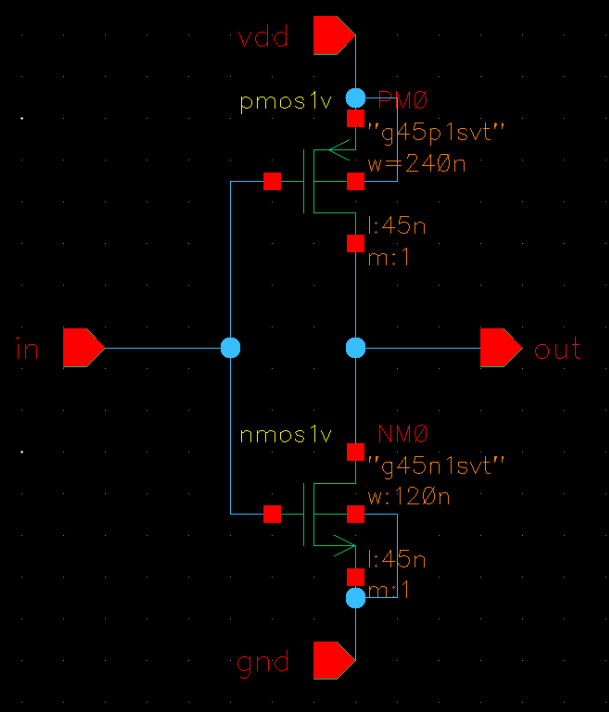 vdd
pmos1v
PM0
"g45p1svt"
w=240n
l:45n
m:1
in
out
nmos1v
NM0
"g45n1svt"
w:120n
l:45n
m:1
gnd